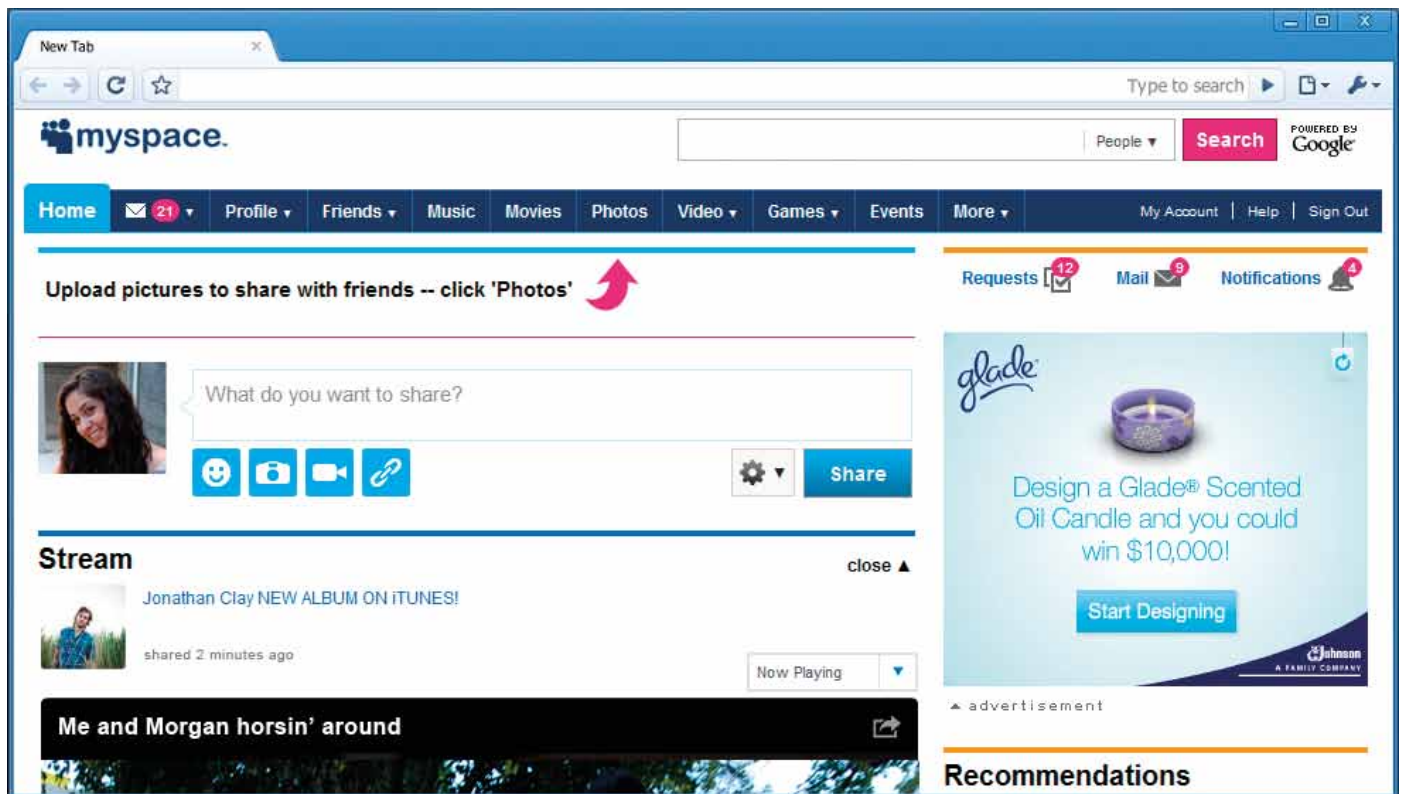 New Tab
Type to search
myspace.
People
Search
POWERED BY
Google
Home 21 Profile Friends Music Movies Photos Video Games Events More My Account | Help | Sign Out
Upload pictures to share with friends -- click 'Photos'
Requests 12 Mail 9 Notifications 4
What do you want to share?
Share
glade
Design a Glade® Scented
Oil Candle and you could
win $10,000!
Start Designing
Johnson
A FAMILY COMPANY
advertisement
Stream
close
Jonathan Clay NEW ALBUM ON iTUNES!
shared 2 minutes ago
Now Playing
Me and Morgan horsin’ around
Recommendations